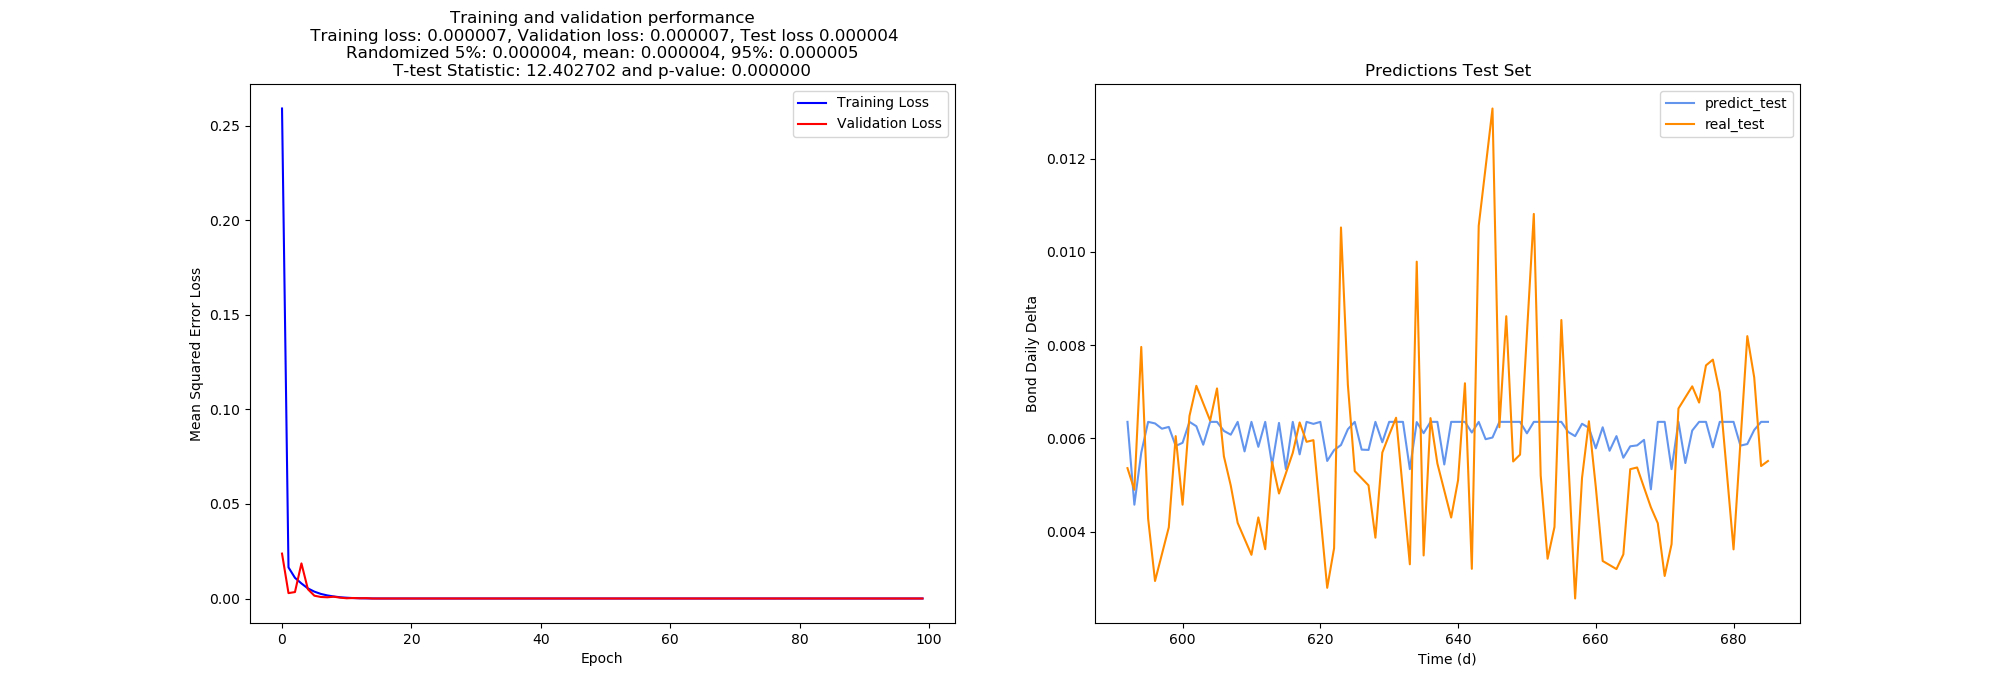 Training and validation performance
Training loss: 0.000007, Validation loss: 0.000007, Test loss 0.000004
Randomized 5%: 0.000004, mean: 0.000004, 95%: 0.000005
T-test Statistic: 12.402702 and p-value: 0.000000
Training Loss
Validation Loss
0.25
0.20
0.15
0.10
0.05
0.00
Mean Squared Error Loss
0
20
40
60
80
100
Epoch
Predictions Test Set
predict_test
real_test
0.012
0.010
0.008
0.006
0.004
Bond Daily Delta
600
620
640
660
680
Time (d)